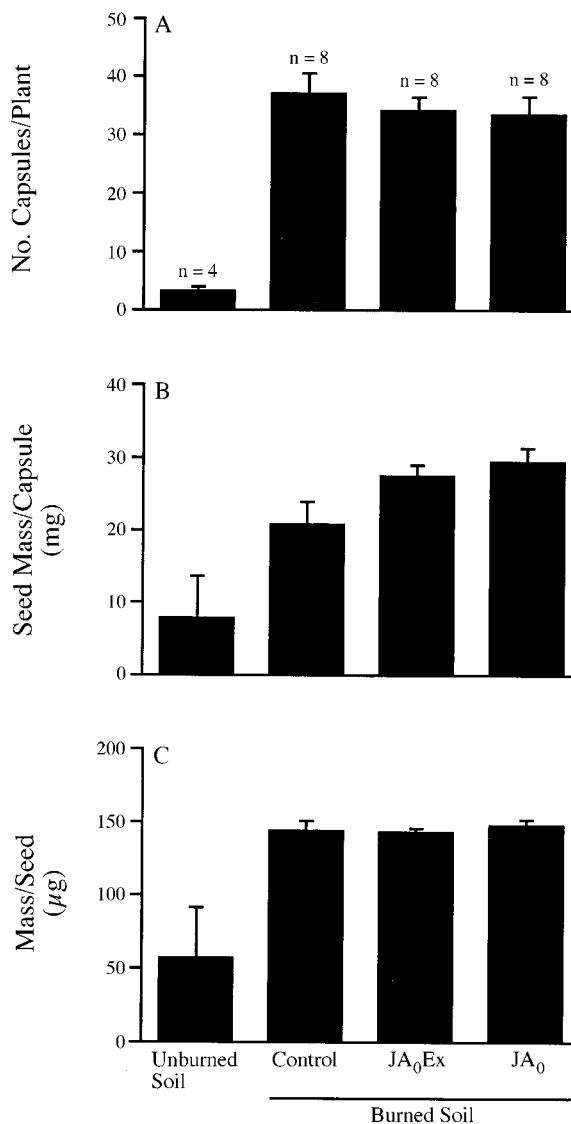 A
No. Capsules/Plant
50
40
30
20
10
0
n = 4
n = 8
n = 8
n = 8
B
Seed Mass/Capsule
(mg)
40
30
20
10
0
C
Mass/Seed
(µg)
200
150
100
50
0
Unburned Soil
Control
JA₀Ex
JA₀
Burned Soil